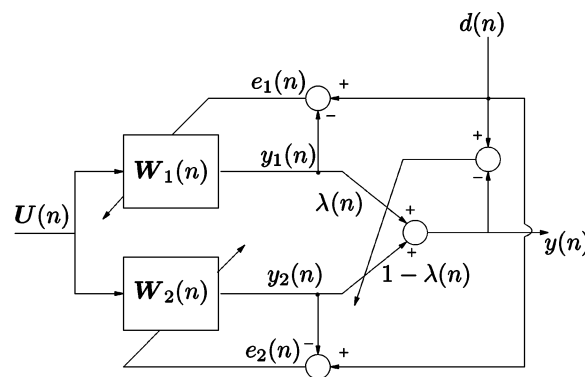 d(n)
e₁(n)
+
−
W₁(n)
y₁(n)
+
−
λ(n)
U(n)
+
+
y(n)
1 − λ(n)
W₂(n)
y₂(n)
e₂(n)
−
+